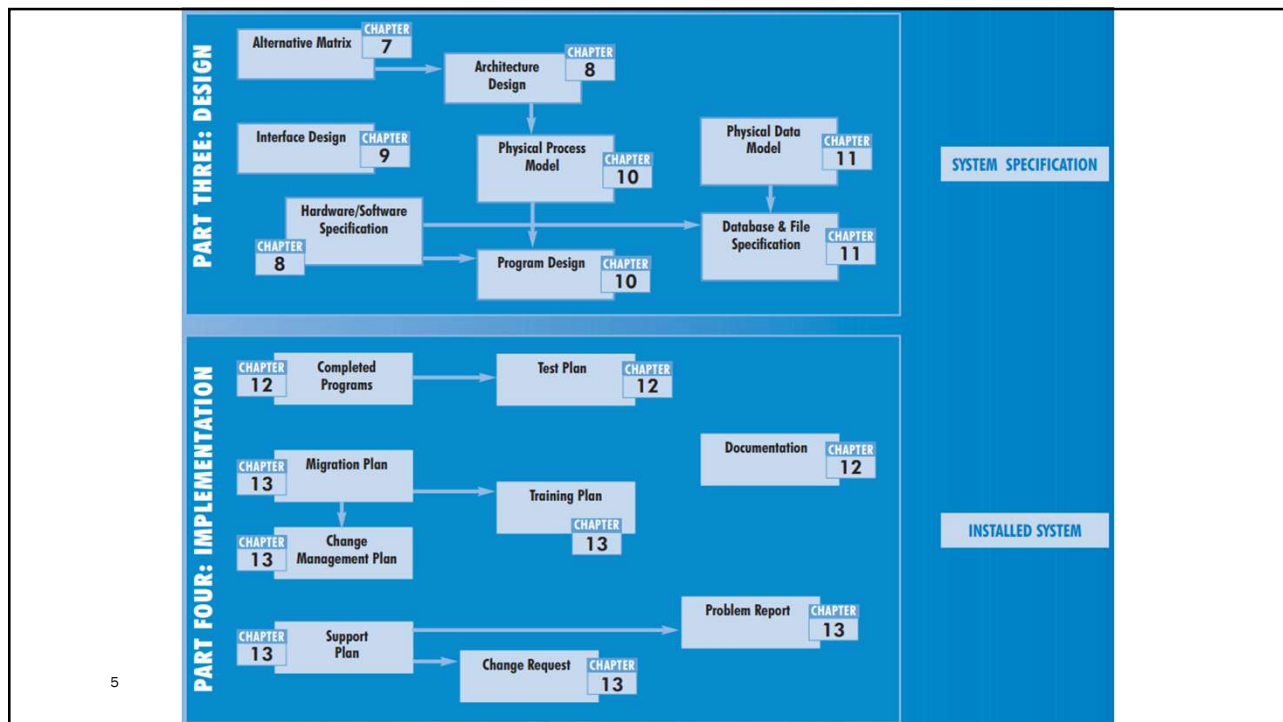 PART THREE: DESIGN
Alternative Matrix
CHAPTER
7
Architecture
Design
CHAPTER
8
Interface Design
CHAPTER
9
Physical Process
Model
CHAPTER
10
Physical Data
Model
CHAPTER
11
Hardware/Software
Specification
CHAPTER
8
Program Design
CHAPTER
10
Database & File
Specification
CHAPTER
11
SYSTEM SPECIFICATION
PART FOUR: IMPLEMENTATION
CHAPTER
12
Completed
Programs
Test Plan
CHAPTER
12
Documentation
CHAPTER
12
CHAPTER
13
Migration Plan
Training Plan
CHAPTER
13
CHAPTER
13
Change
Management Plan
Problem Report
CHAPTER
13
CHAPTER
13
Support
Plan
Change Request
CHAPTER
13
INSTALLED SYSTEM
5